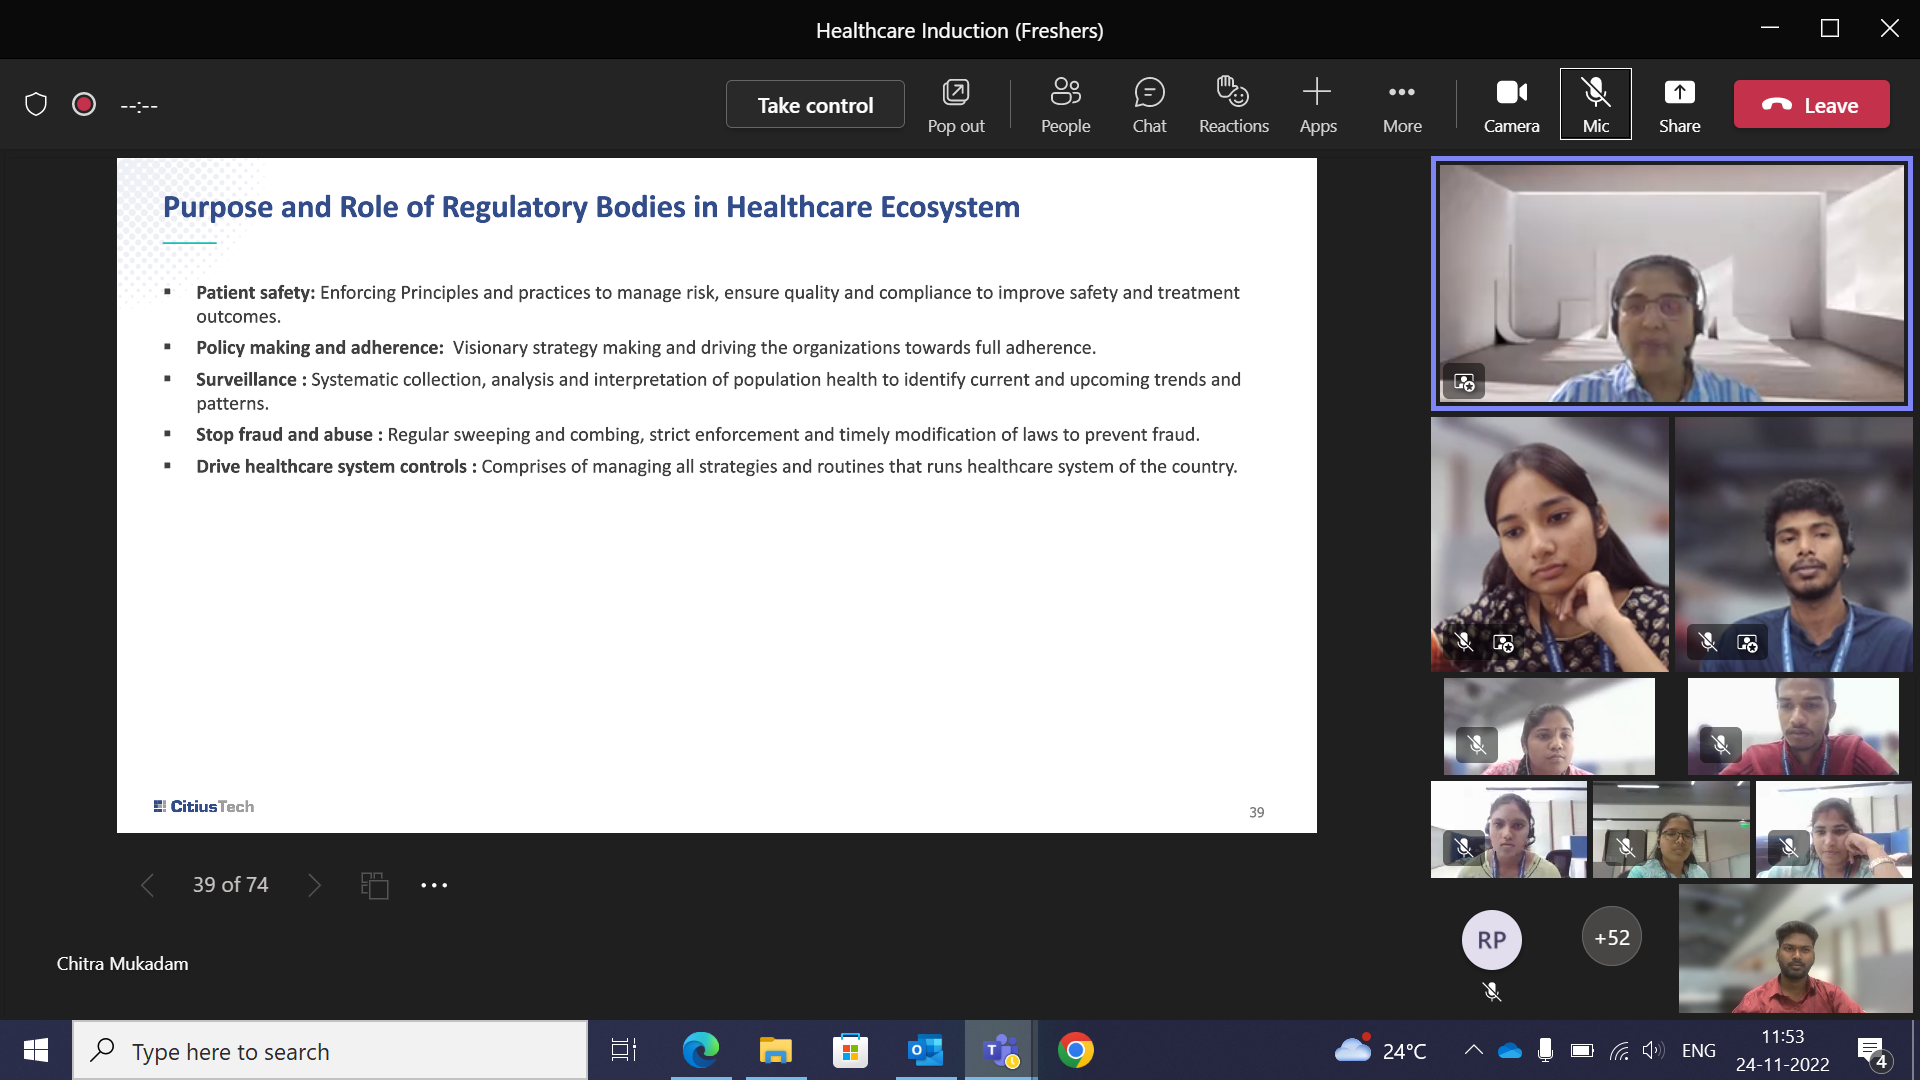 Healthcare Induction (Freshers)
--:--
Take control
Pop out
People
Chat
Reactions
Apps
More
Camera
Mic
Share
Leave
Purpose and Role of Regulatory Bodies in Healthcare Ecosystem
▪ Patient safety: Enforcing Principles and practices to manage risk, ensure quality and compliance to improve safety and treatment
outcomes.
▪ Policy making and adherence: Visionary strategy making and driving the organizations towards full adherence.
▪ Surveillance : Systematic collection, analysis and interpretation of population health to identify current and upcoming trends and
patterns.
▪ Stop fraud and abuse : Regular sweeping and combing, strict enforcement and timely modification of laws to prevent fraud.
▪ Drive healthcare system controls : Comprises of managing all strategies and routines that runs healthcare system of the country.
CitiusTech
39
39 of 74
Chitra Mukadam
RP
+52
Type here to search
24°C
ENG
11:53
24-11-2022
4